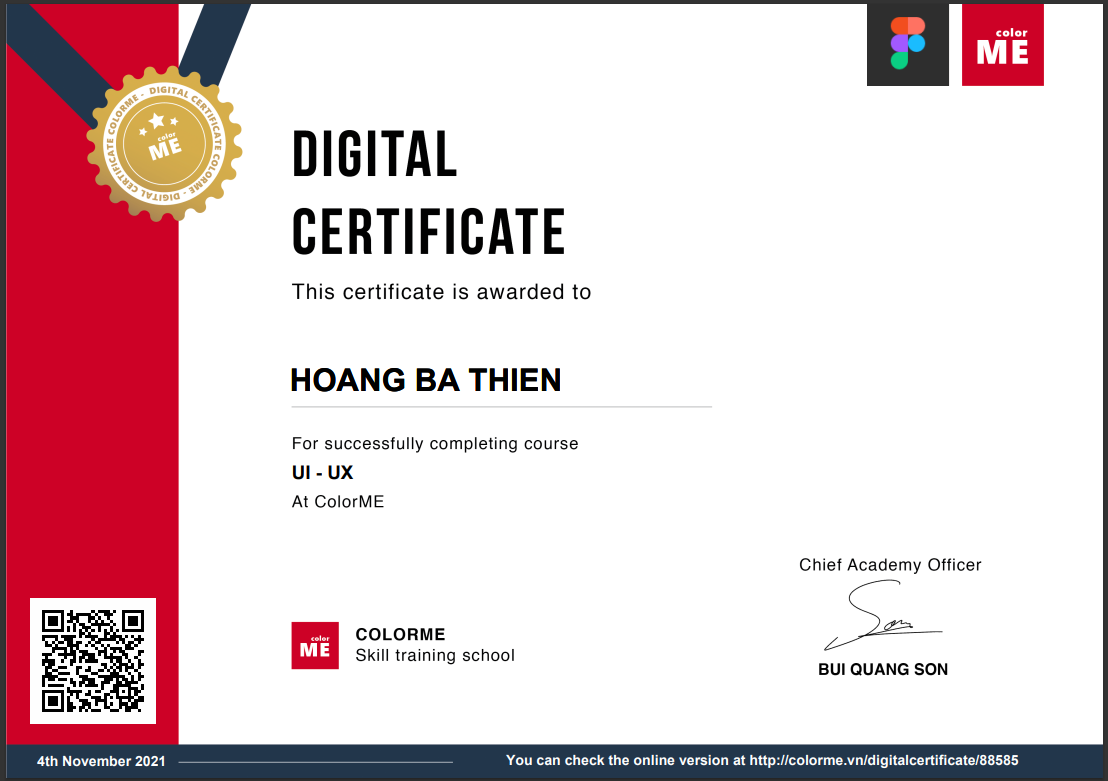 color
ME
DIGITAL CERTIFICATE COLORME - DIGITAL CERTIFICATE COLORME -
color
ME
DIGITAL
CERTIFICATE
This certificate is awarded to
HOANG BA THIEN
For successfully completing course
UI - UX
At ColorME
Chief Academy Officer
Son
BUI QUANG SON
color
ME
COLORME
Skill training school
4th November 2021
You can check the online version at http://colorme.vn/digitalcertificate/88585